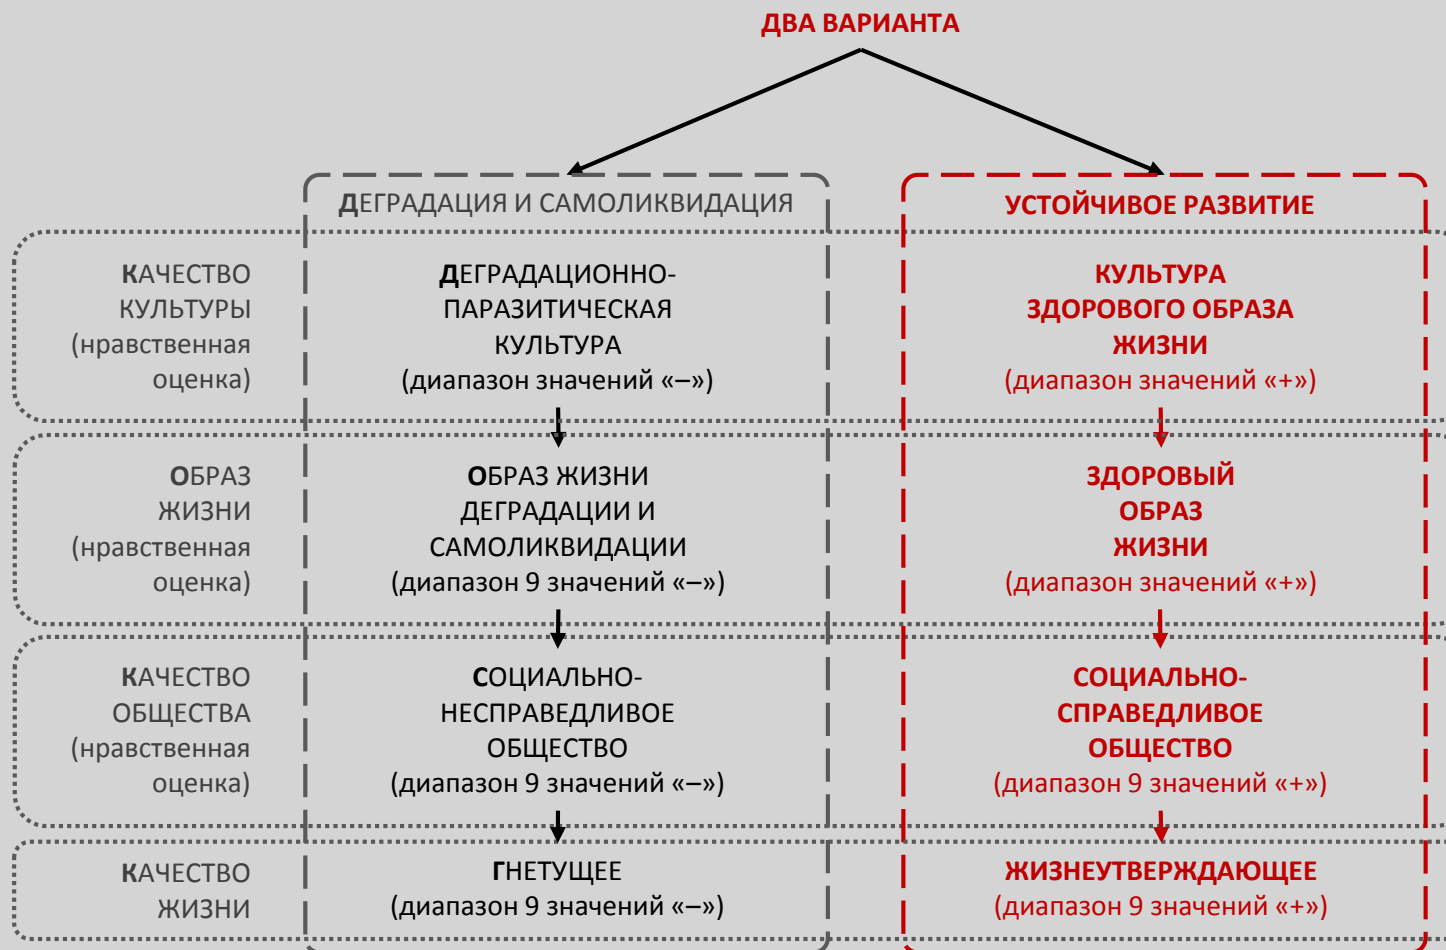 ДВА ВАРИАНТА
ДЕГРАДАЦИЯ И САМОЛИКВИДАЦИЯ
УСТОЙЧИВОЕ РАЗВИТИЕ
КАЧЕСТВО
КУЛЬТУРЫ
(нравственная
оценка)
ДЕГРАДАЦИОННО-
ПАРАЗИТИЧЕСКАЯ
КУЛЬТУРА
(диапазон значений «–»)
КУЛЬТУРА
ЗДОРОВОГО ОБРАЗА
ЖИЗНИ
(диапазон значений «+»)
ОБРАЗ
ЖИЗНИ
(нравственная
оценка)
ОБРАЗ ЖИЗНИ
ДЕГРАДАЦИИ И
САМОЛИКВИДАЦИИ
(диапазон 9 значений «–»)
ЗДОРОВЫЙ
ОБРАЗ
ЖИЗНИ
(диапазон значений «+»)
КАЧЕСТВО
ОБЩЕСТВА
(нравственная
оценка)
СОЦИАЛЬНО-
НЕСПРАВЕДЛИВОЕ
ОБЩЕСТВО
(диапазон 9 значений «–»)
СОЦИАЛЬНО-
СПРАВЕДЛИВОЕ
ОБЩЕСТВО
(диапазон 9 значений «+»)
КАЧЕСТВО
ЖИЗНИ
ГНЕТУЩЕЕ
(диапазон 9 значений «–»)
ЖИЗНЕУТВЕРЖДАЮЩЕЕ
(диапазон 9 значений «+»)